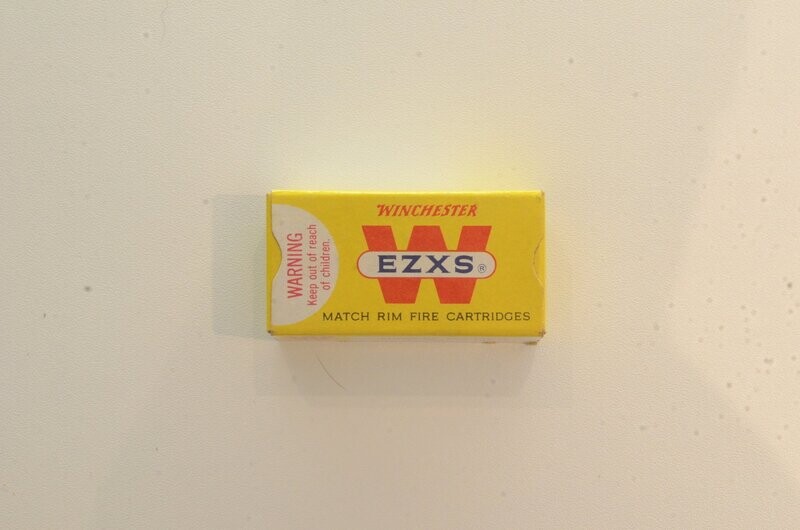 WINCHESTER
W
EZXS®
MATCH RIM FIRE CARTRIDGES
WARNING
Keep out of reach
of children.